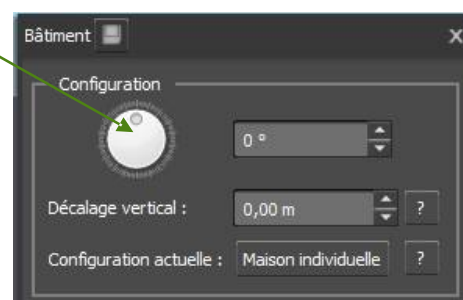 Bâtiment x
Configuration
0 °
Décalage vertical : 0,00 m ?
Configuration actuelle : Maison individuelle ?